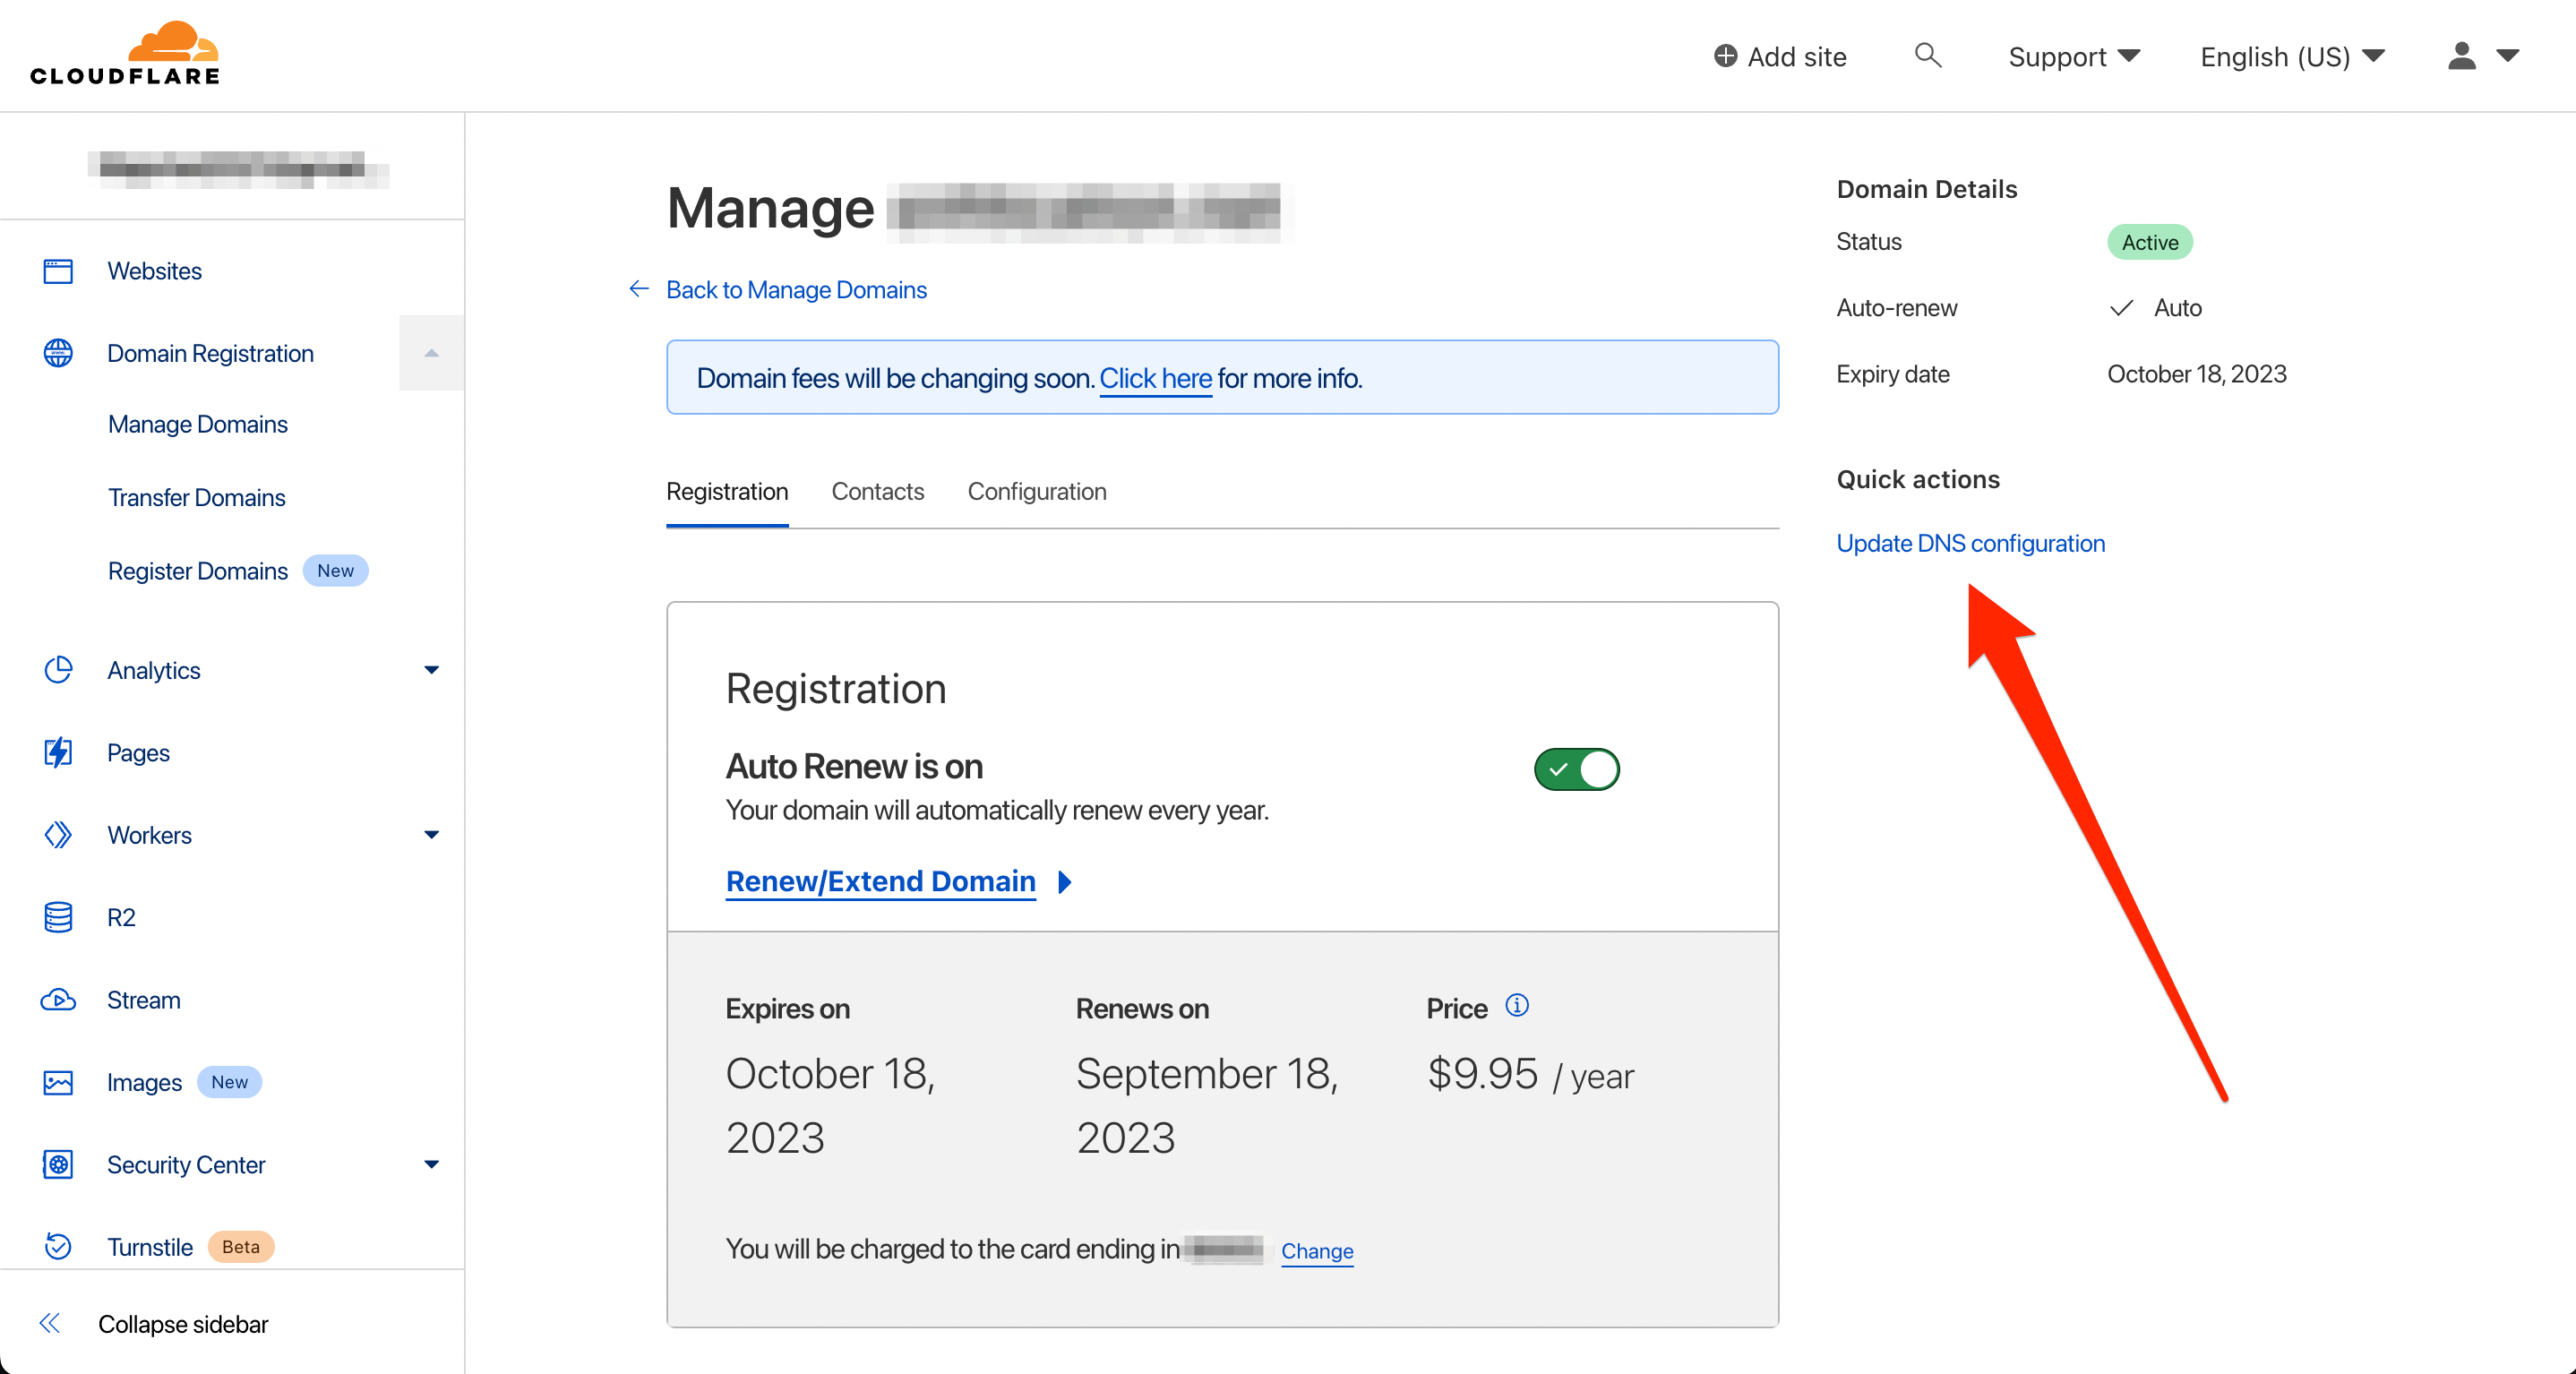 CLOUDFLARE
Add site
Support
English (US)
Websites
Domain Registration
Manage Domains
Transfer Domains
Register Domains New
Analytics
Pages
Workers
R2
Stream
Images New
Security Center
Turnstile Beta
Collapse sidebar
Manage
Back to Manage Domains
Domain fees will be changing soon. Click here for more info.
Registration Contacts Configuration
Registration
Auto Renew is on
Your domain will automatically renew every year.
Renew/Extend Domain
Expires on
October 18,
2023
Renews on
September 18,
2023
Price
$9.95 / year
You will be charged to the card ending in
Change
Domain Details
Status Active
Auto-renew Auto
Expiry date October 18, 2023
Quick actions
Update DNS configuration